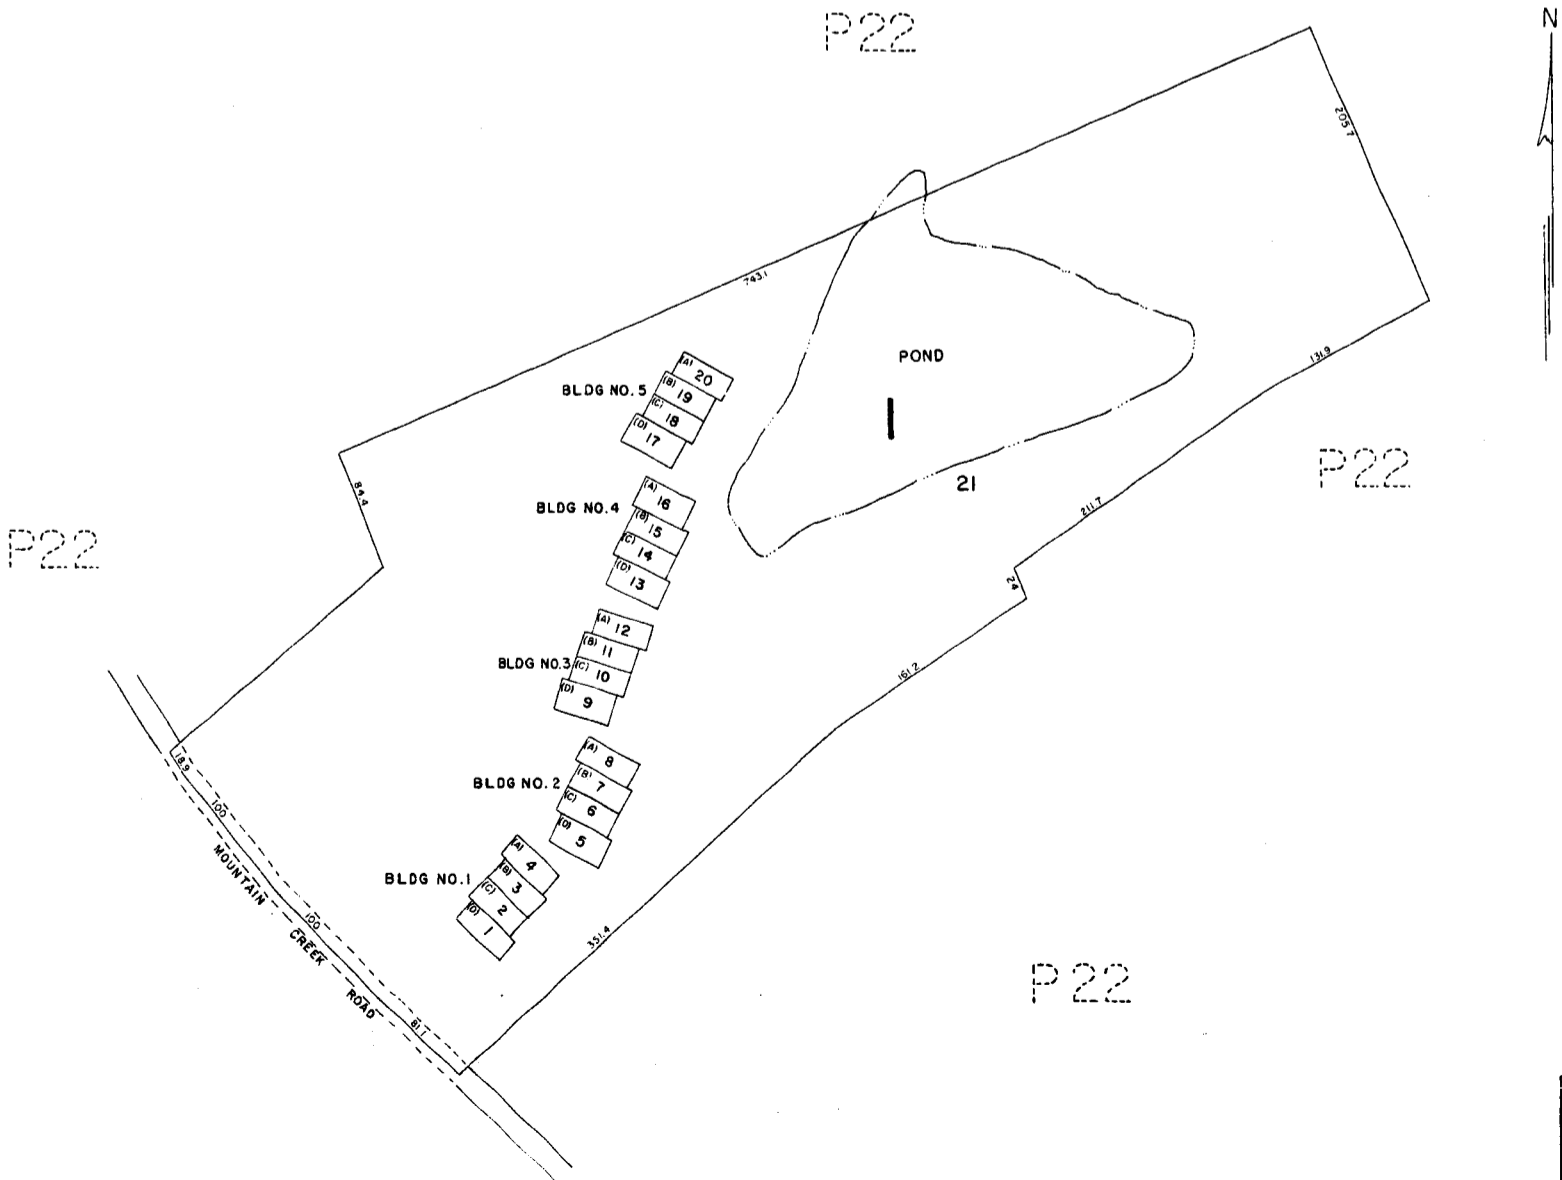 P22
N
205.7
743.1
POND
I
131.9
(A) 20
BLDG NO. 5
(B) 19
(C) 18
(D) 17
P22
21
84.4
(A) 16
BLDG NO. 4
(B) 15
211.7
P22
(C) 14
(D) 13
24
(A) 12
(B) 11
BLDG NO. 3
(C) 10
161.2
(D) 9
18.9
(A) 8
BLDG NO. 2
(B) 7
100
(C) 6
(D) 5
(A) 4
BLDG NO. 1
(B) 3
(C) 2
(D) 1
100
351.4
MOUNTAIN CREEK ROAD
P22
81.1